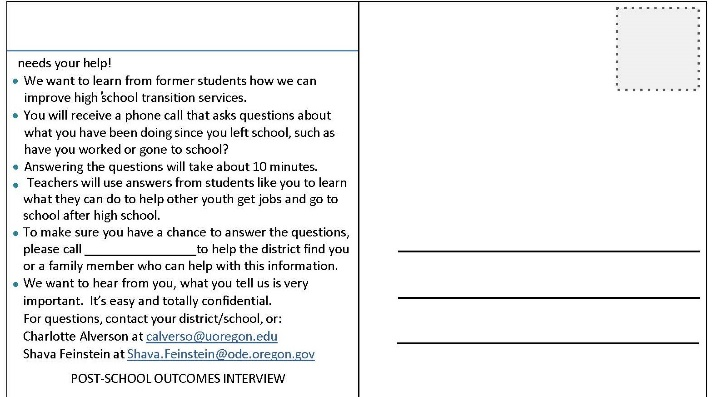 needs your help!
• We want to learn from former students how we can
improve high school transition services.
• You will receive a phone call that asks questions about
what you have been doing since you left school, such as
have you worked or gone to school?
• Answering the questions will take about 10 minutes.
• Teachers will use answers from students like you to learn
what they can do to help other youth get jobs and go to
school after high school.
• To make sure you have a chance to answer the questions,
please call _________________to help the district find you
or a family member who can help with this information.
• We want to hear from you, what you tell us is very
important. It’s easy and totally confidential.
For questions, contact your district/school, or:
Charlotte Alverson at calverso@uoregon.edu
Shava Feinstein at Shava.Feinstein@ode.oregon.gov
POST-SCHOOL OUTCOMES INTERVIEW